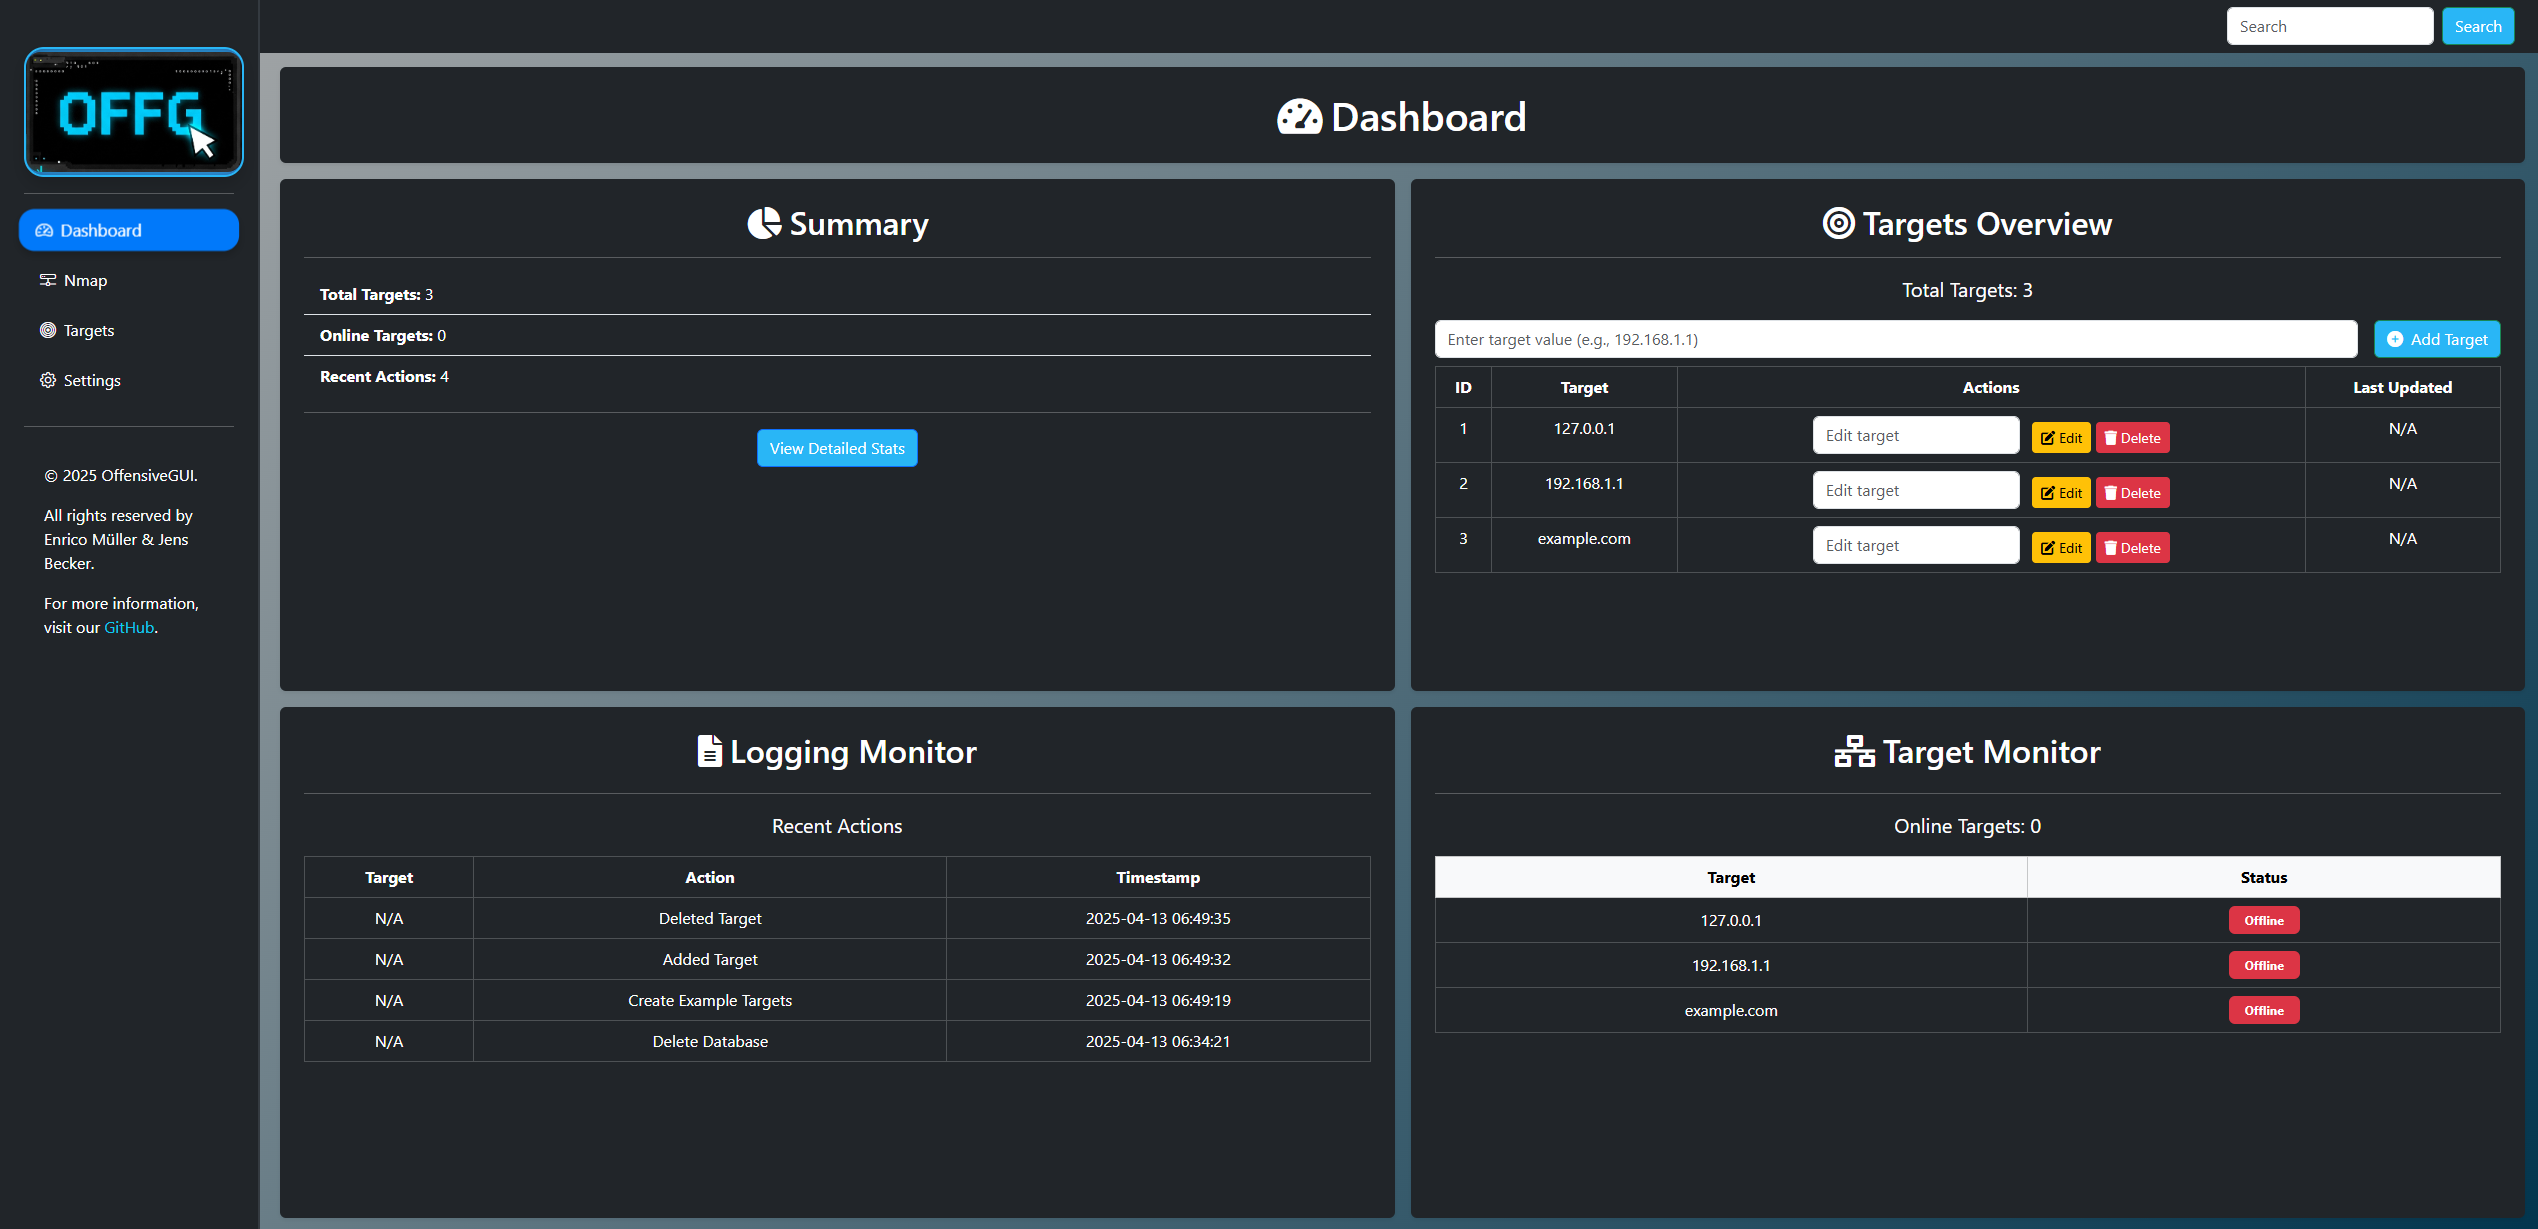 Search
Search
OFFG
Dashboard
Nmap
Targets
Settings
© 2025 OffensiveGUI.
All rights reserved by
Enrico Müller & Jens
Becker.
For more information,
visit our GitHub.
Dashboard
Summary
Total Targets: 3
Online Targets: 0
Recent Actions: 4
View Detailed Stats
Targets Overview
Total Targets: 3
Enter target value (e.g., 192.168.1.1)
Add Target
ID Target Actions Last Updated
1 127.0.0.1 Edit target Edit Delete N/A
2 192.168.1.1 Edit target Edit Delete N/A
3 example.com Edit target Edit Delete N/A
Logging Monitor
Recent Actions
Target Action Timestamp
N/A Deleted Target 2025-04-13 06:49:35
N/A Added Target 2025-04-13 06:49:32
N/A Create Example Targets 2025-04-13 06:49:19
N/A Delete Database 2025-04-13 06:34:21
Target Monitor
Online Targets: 0
Target Status
127.0.0.1 Offline
192.168.1.1 Offline
example.com Offline